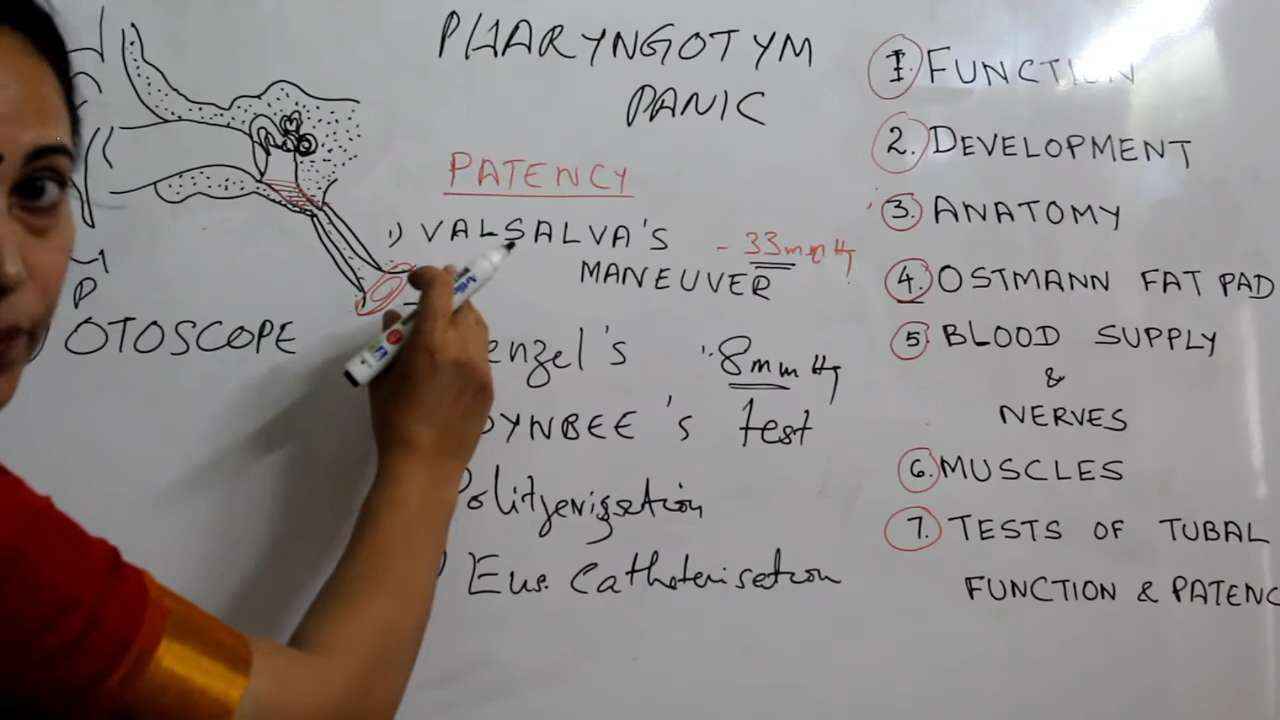 PHARYNGOTYM
PANIC
PATENCY
1) VALSALVA'S
MANEUVER
- 33mmHg
enzel's
8mmHg
OYNBEE's test
Politzerisation
Eus. Catheterisation
P
OTOSCOPE
1. FUNCTION
2. DEVELOPMENT
3. ANATOMY
4. OSTMANN FAT PAD
5. BLOOD SUPPLY
&
NERVES
6. MUSCLES
7. TESTS OF TUBAL
FUNCTION & PATENC